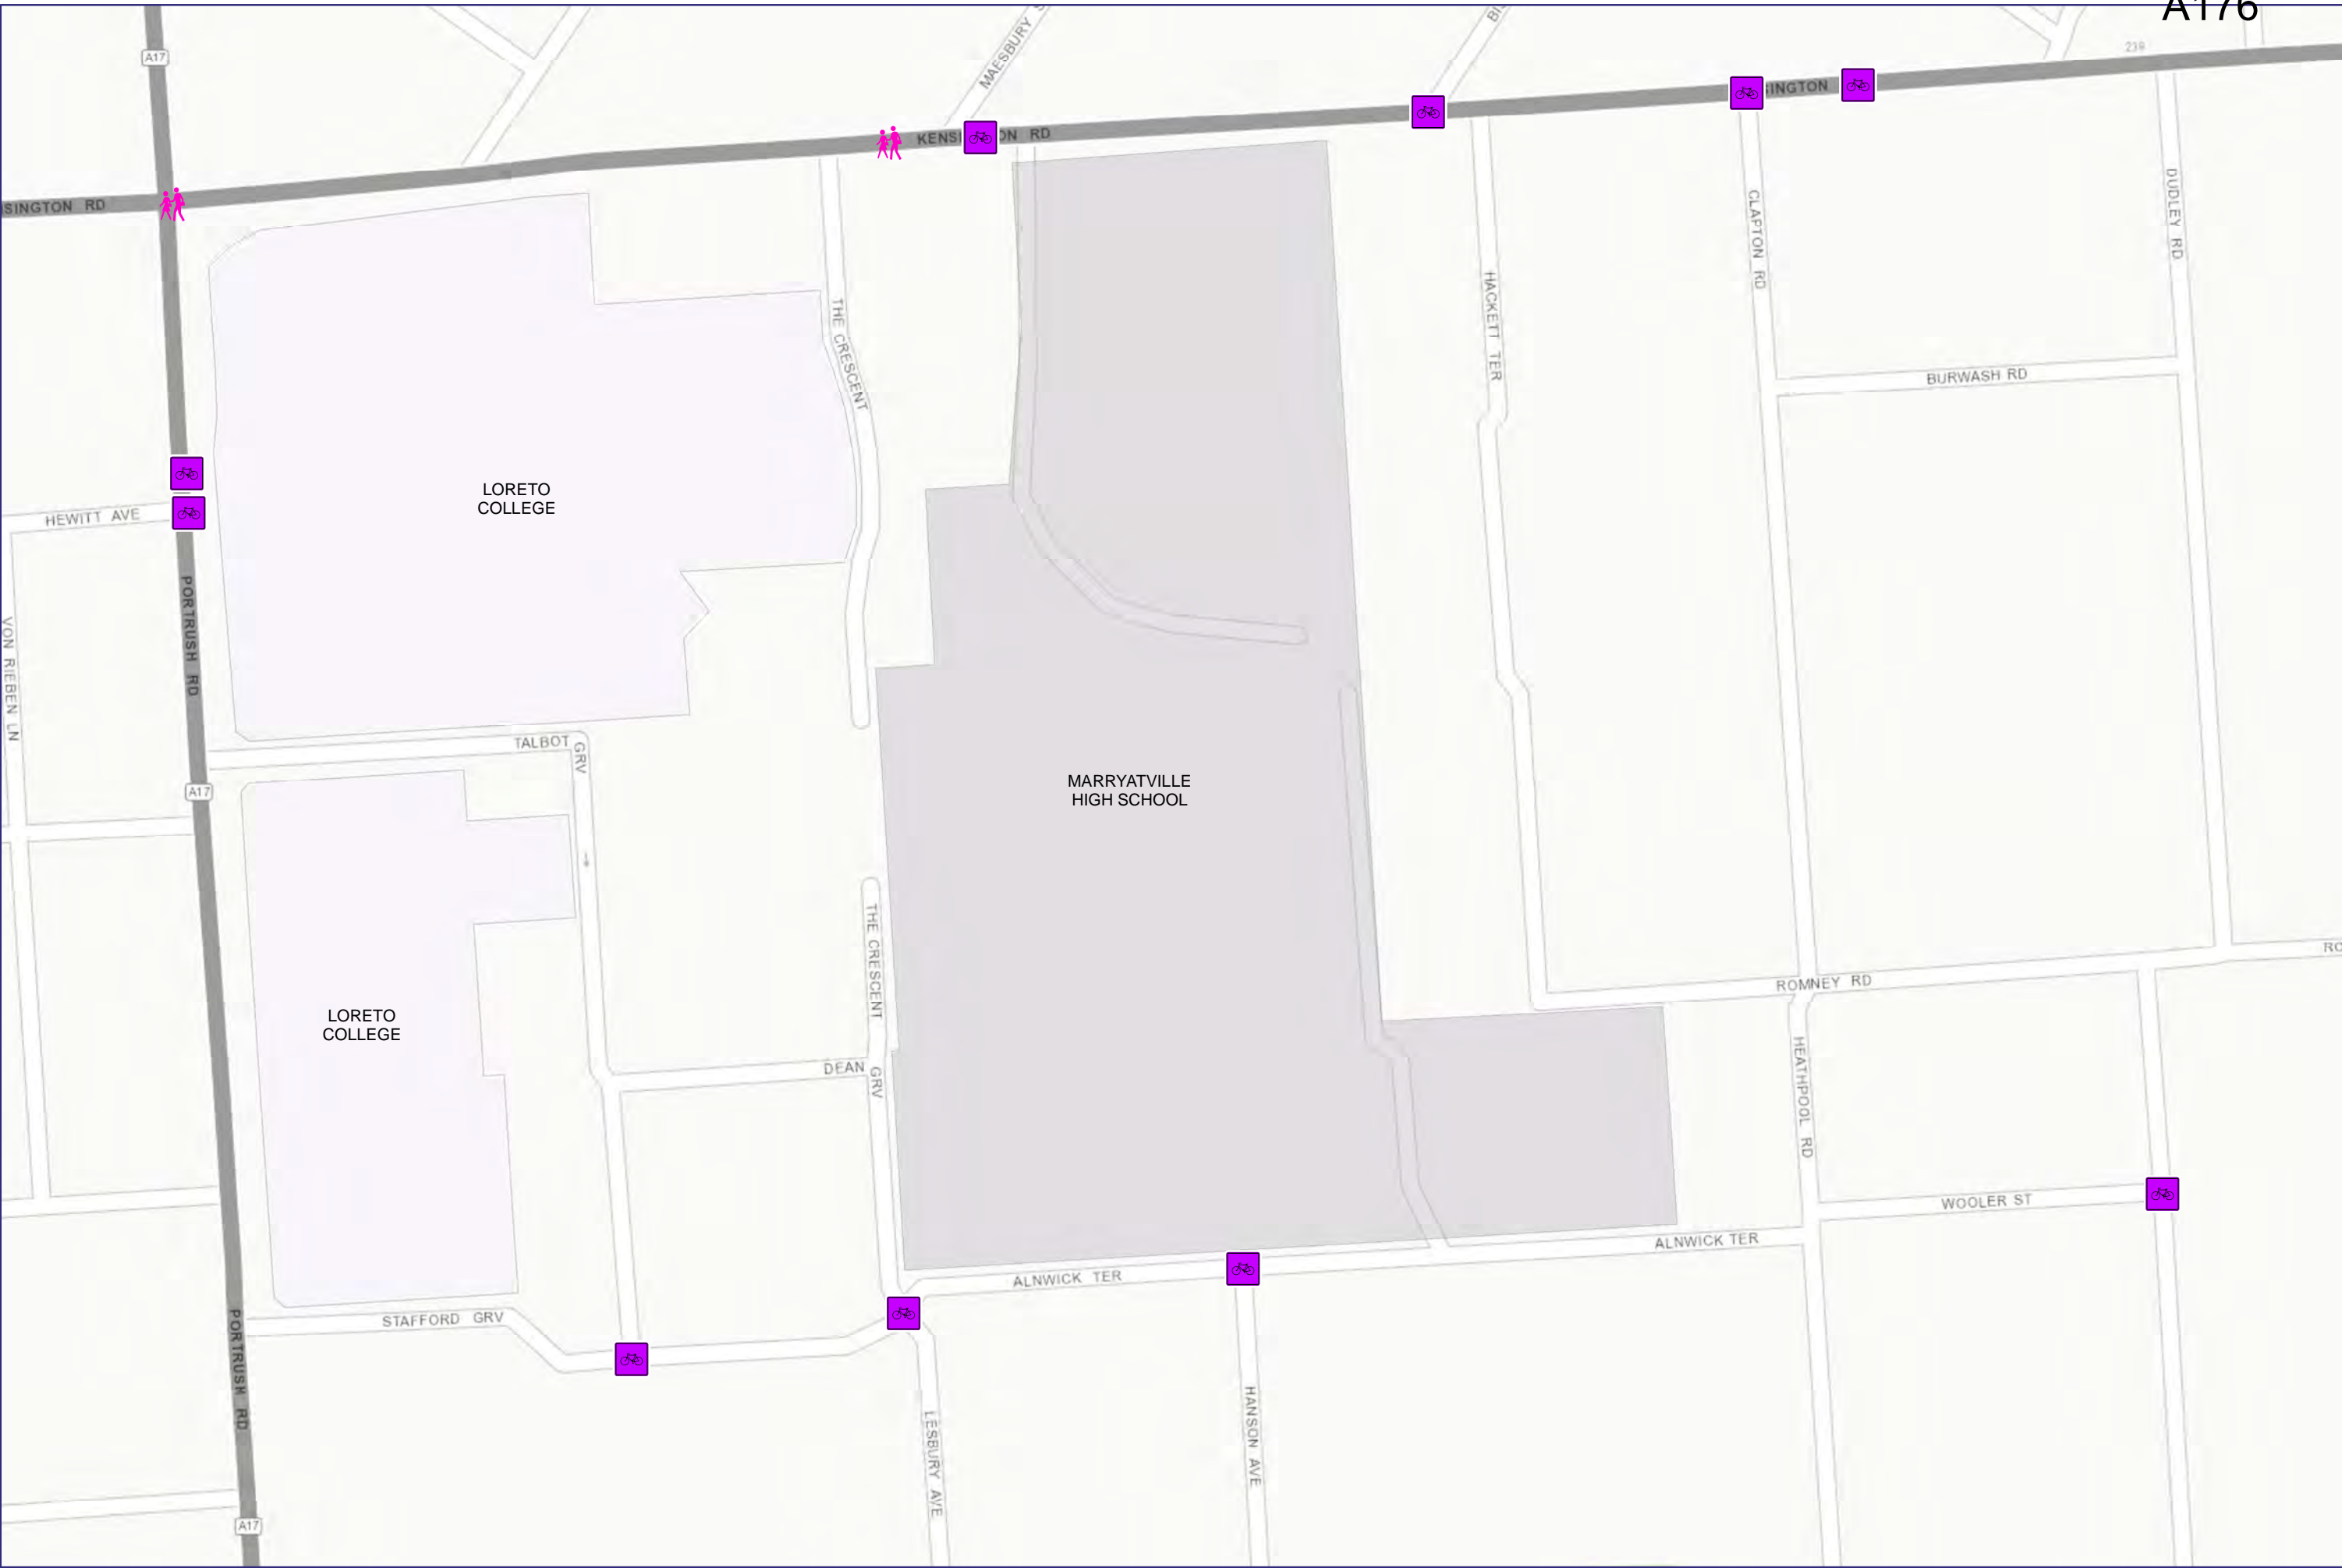 A176
A17
MAESBURY
239
KENSI
ON RD
SINGTON
SINGTON RD
DUDLEY RD
CLAPTON RD
HACKETT TER
THE CRESCENT
BURWASH RD
LORETO
COLLEGE
HEWITT AVE
PORTRUSH RD
VON RIEBEN LN
TALBOT GRV
MARRYATVILLE
HIGH SCHOOL
A17
THE CRESCENT
ROMNEY RD
LORETO
COLLEGE
DEAN GRV
HEATHPOOL RD
WOOLER ST
ALNWICK TER
ALNWICK TER
STAFFORD GRV
PORTRUSH RD
LESBURY AVE
HANSON AVE
A17